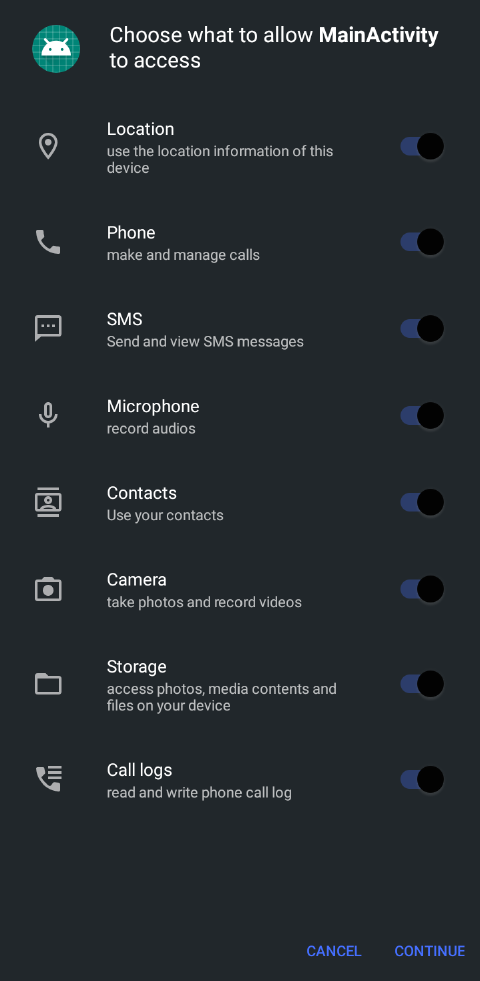 Choose what to allow MainActivity
to access
Location
use the location information of this
device
Phone
make and manage calls
SMS
Send and view SMS messages
Microphone
record audios
Contacts
Use your contacts
Camera
take photos and record videos
Storage
access photos, media contents and
files on your device
Call logs
read and write phone call log
CANCEL CONTINUE